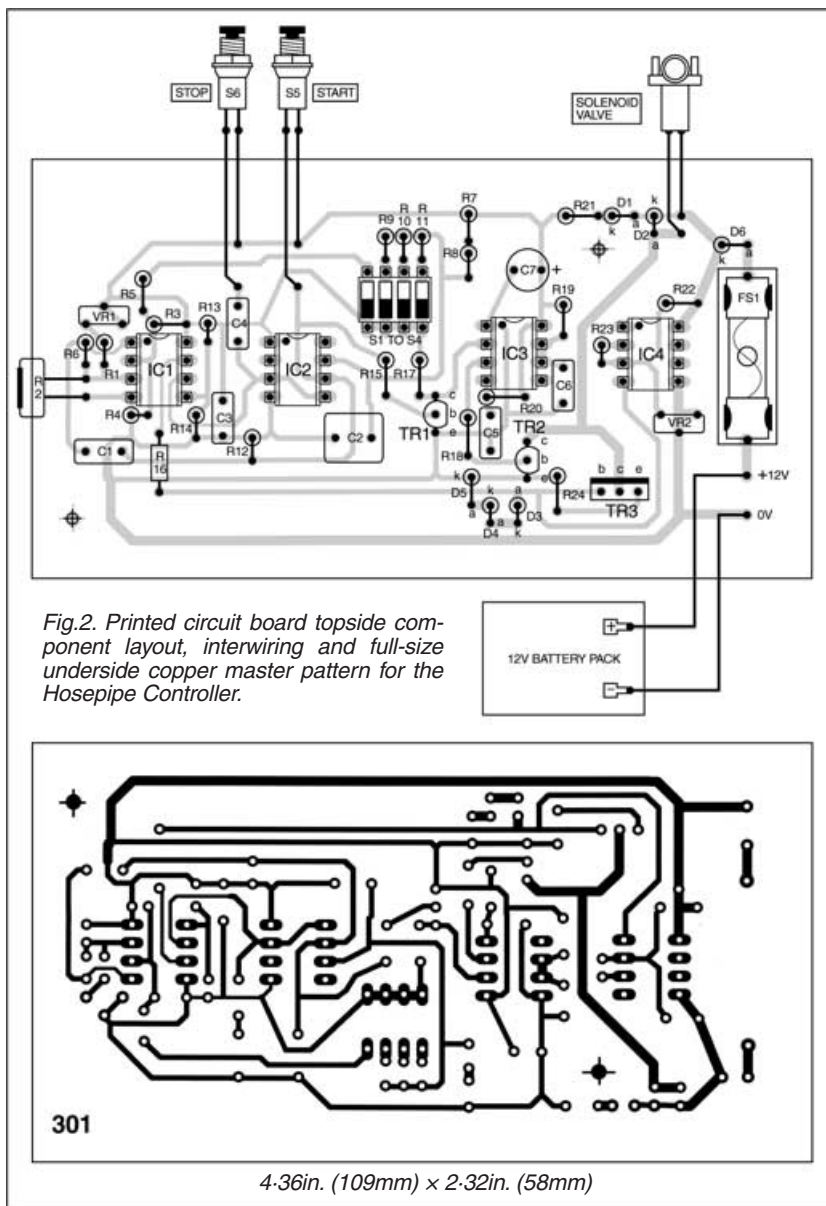 STOP
S6
S5
START
SOLENOID
VALVE
R7
R21
D1
k
k
a
D2
a
D6
k
a
R9
R
10
R
11
R8
C7
+
R5
VR1
R3
R13
C4
R19
R22
FS1
S1 TO S4
R6
R1
IC1
IC2
IC3
R23
IC4
R
2
R15
R17
C6
R4
R14
C3
R20
VR2
C1
R
16
R12
C2
TR1
c
b
e
R18
C5
TR2
c
b
e
k
D5
a
k
D4
a
a
D3
k
R24
b
c
e
TR3
+12V
0V
Fig.2. Printed circuit board topside com-
ponent layout, interwiring and full-size
underside copper master pattern for the
Hosepipe Controller.
+
12V BATTERY PACK
−
301
4·36in. (109mm) × 2·32in. (58mm)